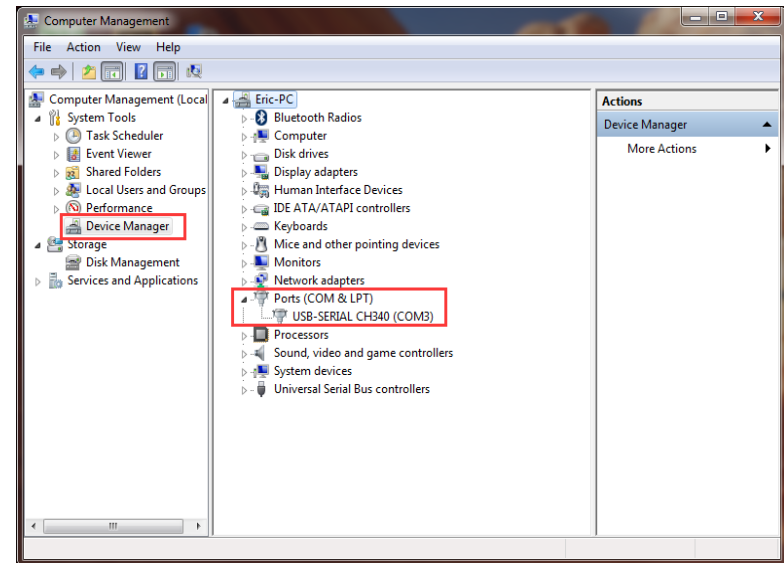 Computer Management
File Action View Help
Computer Management (Local
System Tools
Task Scheduler
Event Viewer
Shared Folders
Local Users and Groups
Performance
Device Manager
Storage
Disk Management
Services and Applications
Eric-PC
Bluetooth Radios
Computer
Disk drives
Display adapters
Human Interface Devices
IDE ATA/ATAPI controllers
Keyboards
Mice and other pointing devices
Monitors
Network adapters
Ports (COM & LPT)
USB-SERIAL CH340 (COM3)
Processors
Sound, video and game controllers
System devices
Universal Serial Bus controllers
Actions
Device Manager
More Actions